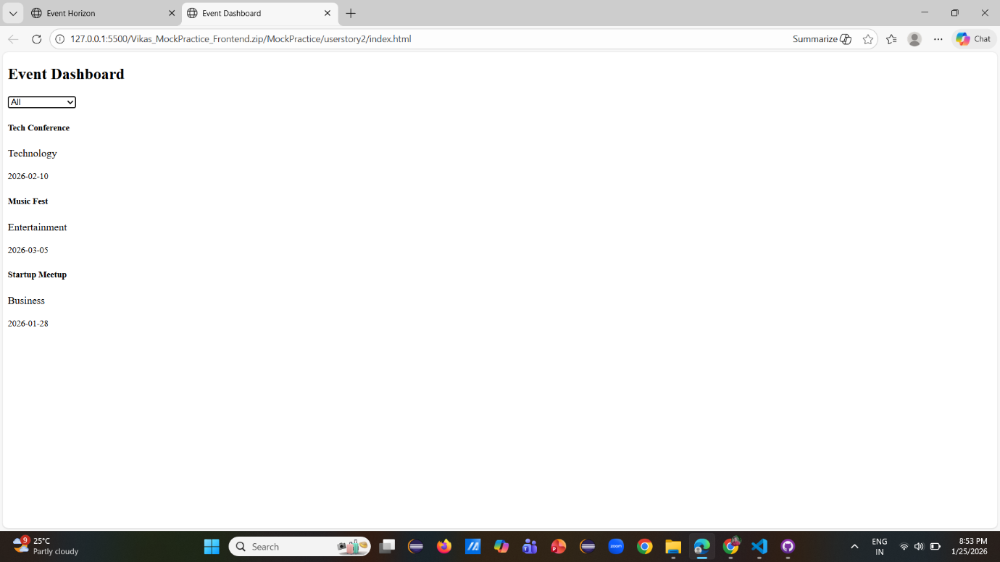 Event Horizon
Event Dashboard
127.0.0.1:5500/Vikas_MockPractice_Frontend.zip/MockPractice/userstory2/index.html
Summarize
Chat
Event Dashboard
All
Tech Conference
Technology
2026-02-10
Music Fest
Entertainment
2026-03-05
Startup Meetup
Business
2026-01-28
9
25°C
Partly cloudy
Search
zoom
ENG
IN
8:53 PM
1/25/2026